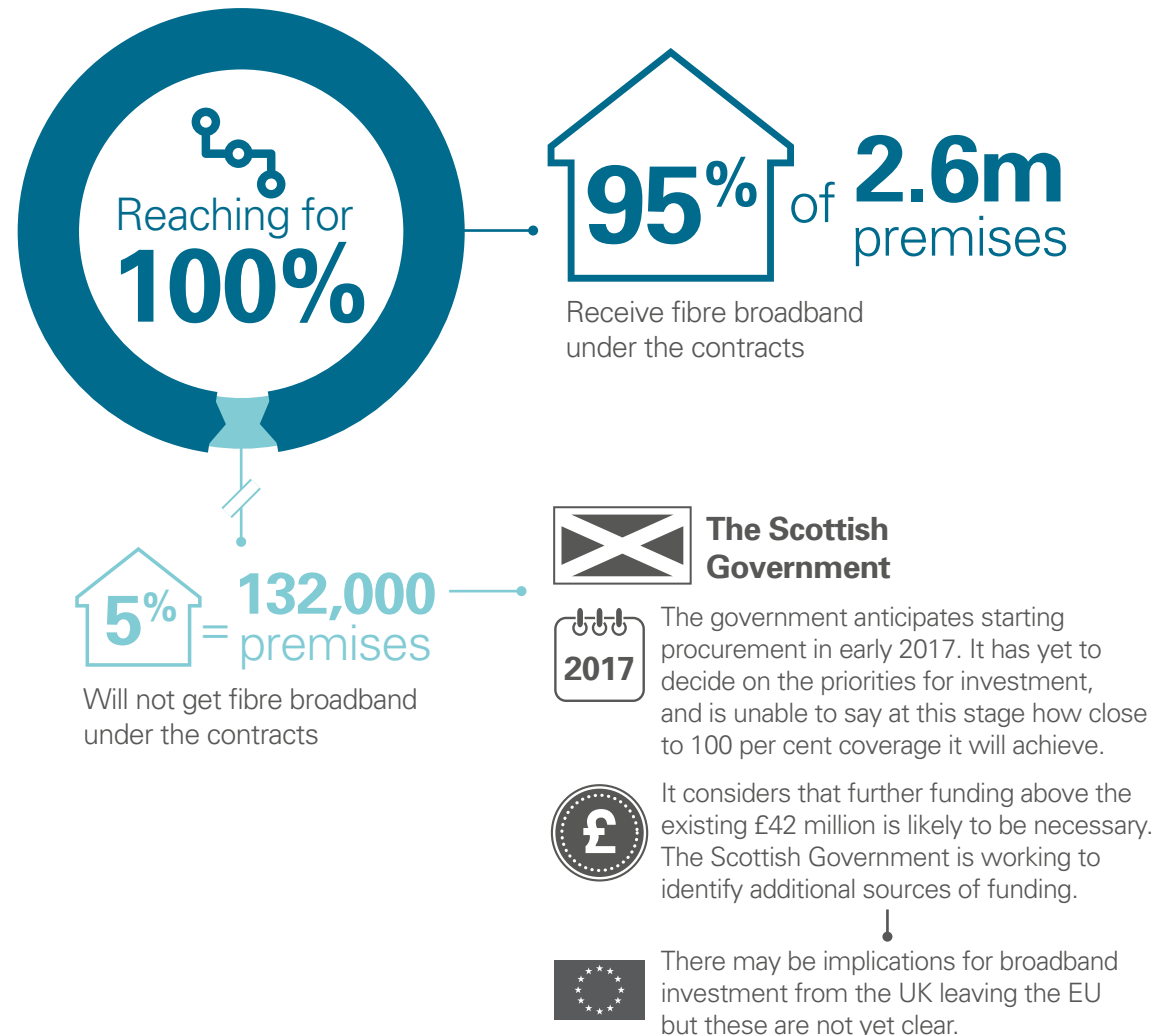 Reaching for
100%
95% of 2.6m
premises
Receive fibre broadband
under the contracts
5% = 132,000
premises
Will not get fibre broadband
under the contracts
The Scottish
Government
2017
The government anticipates starting
procurement in early 2017. It has yet to
decide on the priorities for investment,
and is unable to say at this stage how close
to 100 per cent coverage it will achieve.
£
It considers that further funding above the
existing £42 million is likely to be necessary.
The Scottish Government is working to
identify additional sources of funding.
There may be implications for broadband
investment from the UK leaving the EU
but these are not yet clear.